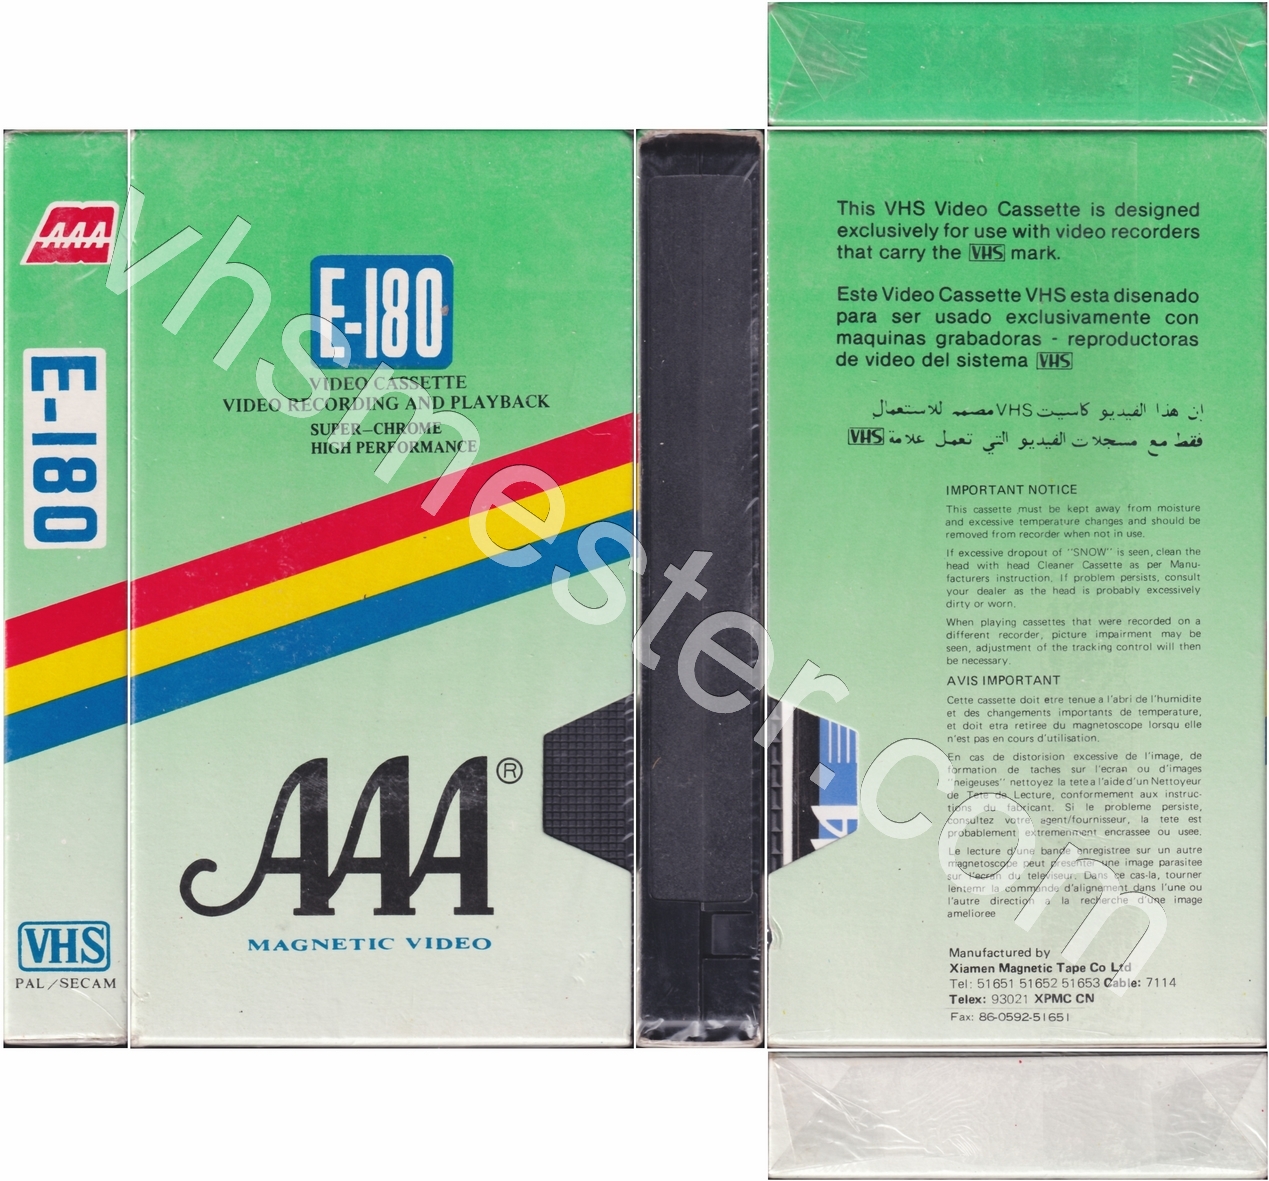 AAA
E-180
VHS
PAL/SECAM
E-180
VIDEO CASSETTE
VIDEO RECORDING AND PLAYBACK
SUPER-CHROME
HIGH PERFORMANCE
AAA®
MAGNETIC VIDEO
This VHS Video Cassette is designed
exclusively for use with video recorders
that carry the VHS mark.
Este Video Cassette VHS esta disenado
para ser usado exclusivamente con
maquinas grabadoras - reproductoras
de video del sistema VHS
ان هذا الفيديو كاسيت VHS مصمم للاستعمال
فقط مع مسجلات الفيديو التي تعمل علامة VHS
IMPORTANT NOTICE
This cassette must be kept away from moisture
and excessive temperature changes and should be
removed from recorder when not in use.
If excessive dropout of "SNOW" is seen, clean the
head with head Cleaner Cassette as per Manu-
facturers instruction. If problem persists, consult
your dealer as the head is probably excessively
dirty or worn.
When playing cassettes that were recorded on a
different recorder, picture impairment may be
seen, adjustment of the tracking control will then
be necessary.
AVIS IMPORTANT
Cette cassette doit etre tenue a l'abri de l'humidite
et des changements importants de temperature,
et doit etra retiree du magnetoscope lorsqu elle
n'est pas en cours d'utilisation.
En cas de distorision excessive de l'image, de
formation de taches sur l'ecran ou d'images
"neigeuses" nettoyez la tete a l'aide d'un Nettoyeur
de Tete de Lecture, conformement aux instruc-
tions du fabricant. Si le probleme persiste,
consultez votre agent/fournisseur, la tete est
probablement extrememment encrassee ou usee.
Le lecture d'une bande enregistree sur un autre
magnetoscope peut presenter une image parasitee
sur l'ecran du televiseur. Dans ce cas-la, tourner
lentemr la commande d'alignement dans l'une ou
l'autre direction a la recherche d'une image
amelioree
Manufactured by
Xiamen Magnetic Tape Co Ltd
Tel: 51651 51652 51653 Cable: 7114
Telex: 93021 XPMC CN
Fax: 86-0592-51651
vhsmester.com